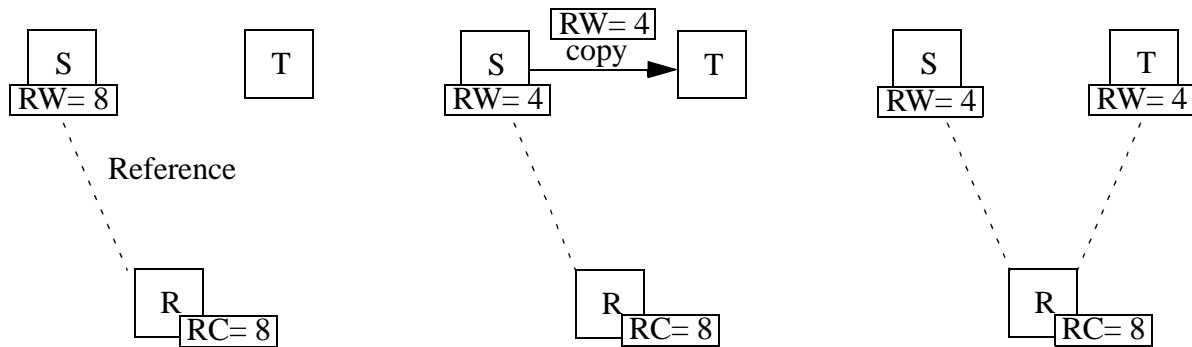 S
T
RW= 8
Reference
R
RC= 8
RW= 4
copy
S
T
RW= 4
R
RC= 8
S
T
RW= 4
RW= 4
R
RC= 8